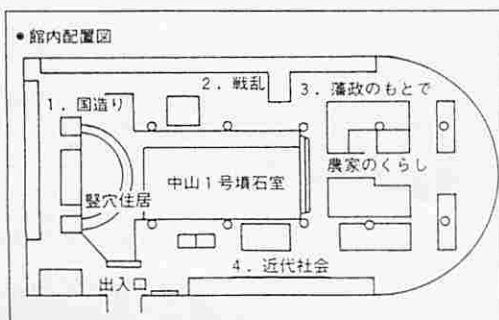 ●館内配置図
1．国造り
2．戦乱
3．藩政のもとで
農家のくらし
中山1号墳石室
竪穴住居
4．近代社会
出入口